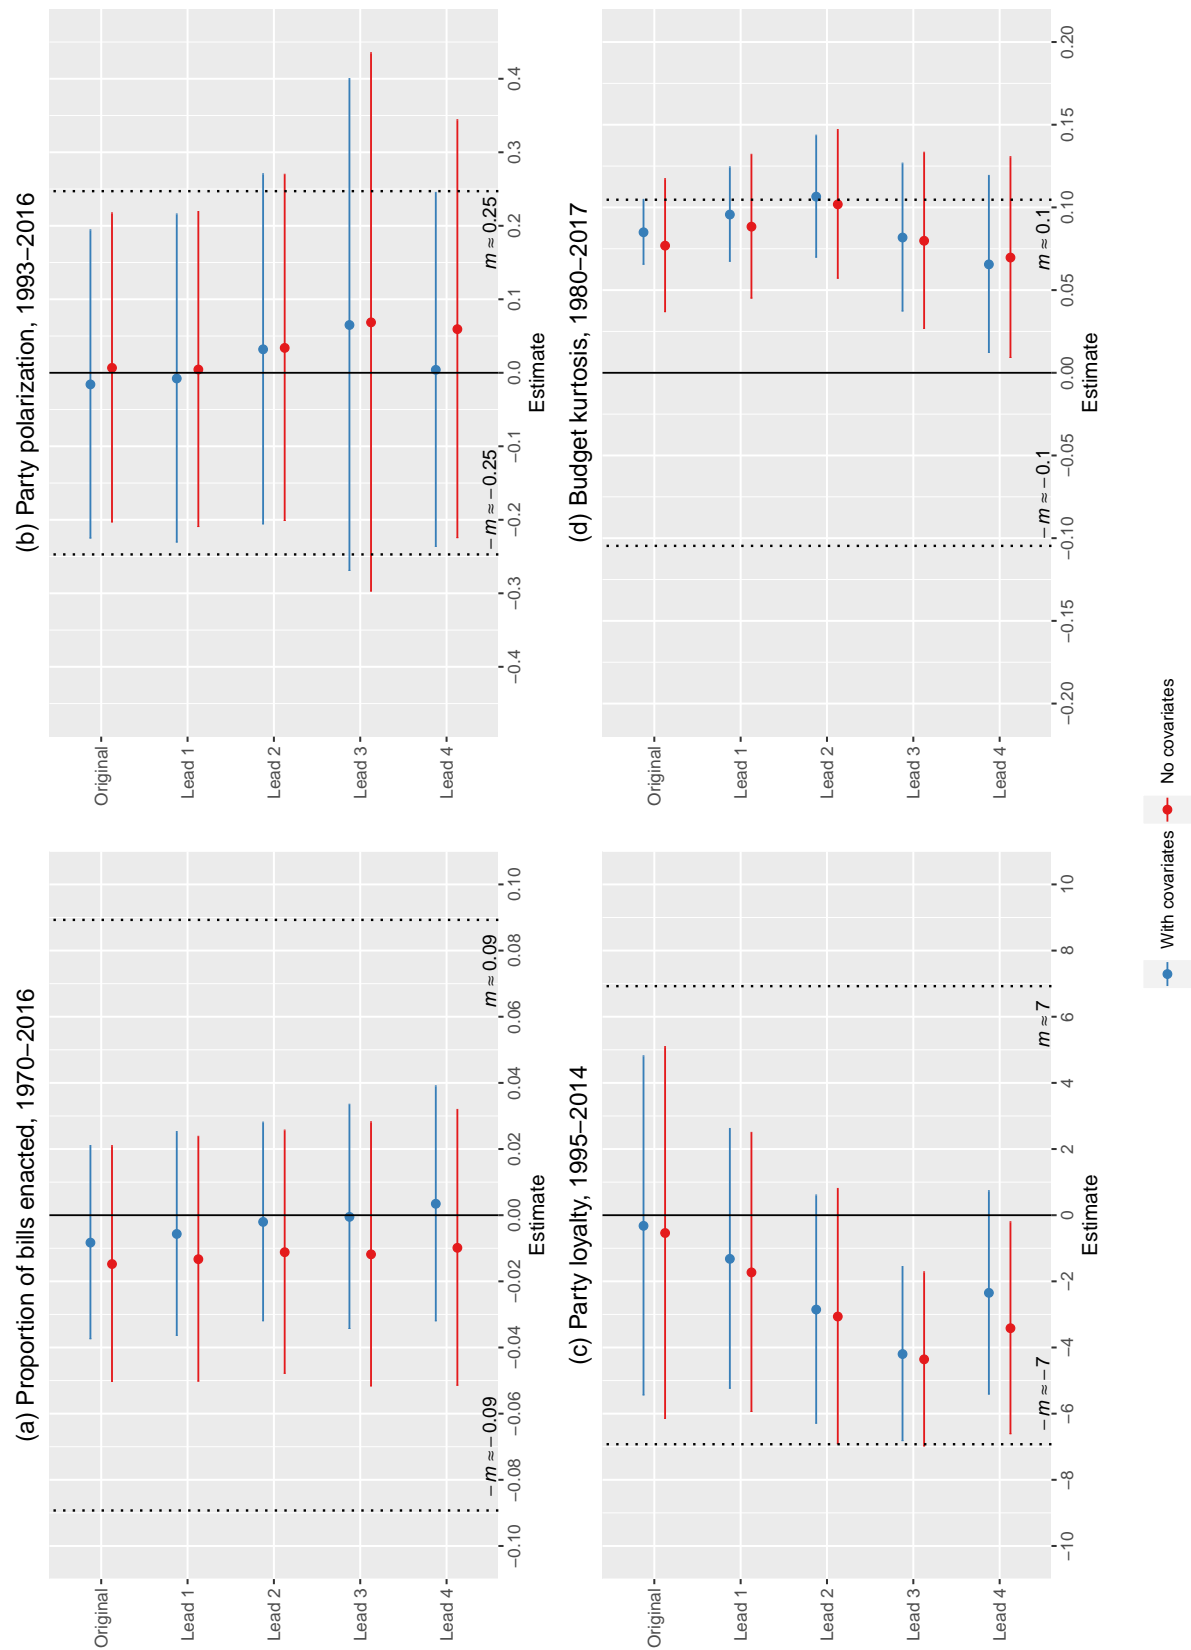 (a) Proportion of bills enacted, 1970–2016
Original
Lead 1
Lead 2
Lead 3
Lead 4
−m ≈ −0.09
m ≈ 0.09
−0.10 −0.08 −0.06 −0.04 −0.02 0.00 0.02 0.04 0.06 0.08 0.10
Estimate
(b) Party polarization, 1993–2016
Original
Lead 1
Lead 2
Lead 3
Lead 4
−m ≈ −0.25
m ≈ 0.25
−0.4 −0.3 −0.2 −0.1 0.0 0.1 0.2 0.3 0.4
Estimate
(c) Party loyalty, 1995–2014
Original
Lead 1
Lead 2
Lead 3
Lead 4
−m ≈ −7
m ≈ 7
−10 −8 −6 −4 −2 0 2 4 6 8 10
Estimate
(d) Budget kurtosis, 1980–2017
Original
Lead 1
Lead 2
Lead 3
Lead 4
−m ≈ −0.1
m ≈ 0.1
−0.20 −0.15 −0.10 −0.05 0.00 0.05 0.10 0.15 0.20
Estimate
With covariates No covariates